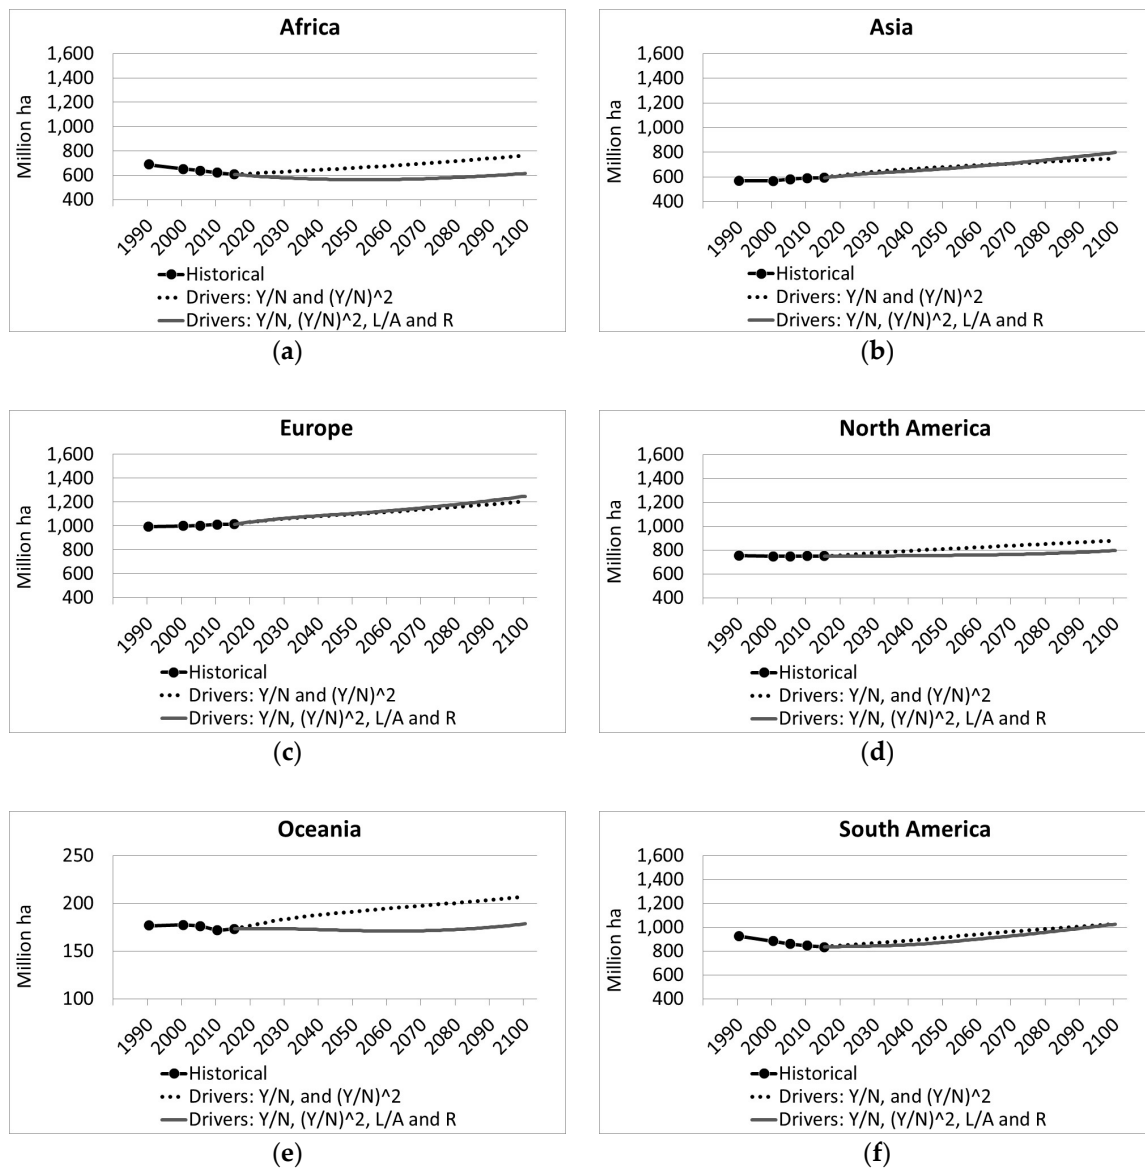 Africa
1,600
1,400
1,200
1,000
800
600
400
Million ha
1990 2000 2010 2020 2030 2040 2050 2060 2070 2080 2090 2100
Historical
Drivers: Y/N and (Y/N)^2
Drivers: Y/N, (Y/N)^2, L/A and R
(a)
Asia
1,600
1,400
1,200
1,000
800
600
400
Million ha
1990 2000 2010 2020 2030 2040 2050 2060 2070 2080 2090 2100
Historical
Drivers: Y/N and (Y/N)^2
Drivers: Y/N, (Y/N)^2, L/A and R
(b)
Europe
1,600
1,400
1,200
1,000
800
600
400
Million ha
1990 2000 2010 2020 2030 2040 2050 2060 2070 2080 2090 2100
Historical
Drivers: Y/N and (Y/N)^2
Drivers: Y/N, (Y/N)^2, L/A and R
(c)
North America
1,600
1,400
1,200
1,000
800
600
400
Million ha
1990 2000 2010 2020 2030 2040 2050 2060 2070 2080 2090 2100
Historical
Drivers: Y/N, and (Y/N)^2
Drivers: Y/N, (Y/N)^2, L/A and R
(d)
Oceania
250
200
150
100
Million ha
1990 2000 2010 2020 2030 2040 2050 2060 2070 2080 2090 2100
Historical
Drivers: Y/N, and (Y/N)^2
Drivers: Y/N, (Y/N)^2, L/A and R
(e)
South America
1,600
1,400
1,200
1,000
800
600
400
Million ha
1990 2000 2010 2020 2030 2040 2050 2060 2070 2080 2090 2100
Historical
Drivers: Y/N, and (Y/N)^2
Drivers: Y/N, (Y/N)^2, L/A and R
(f)